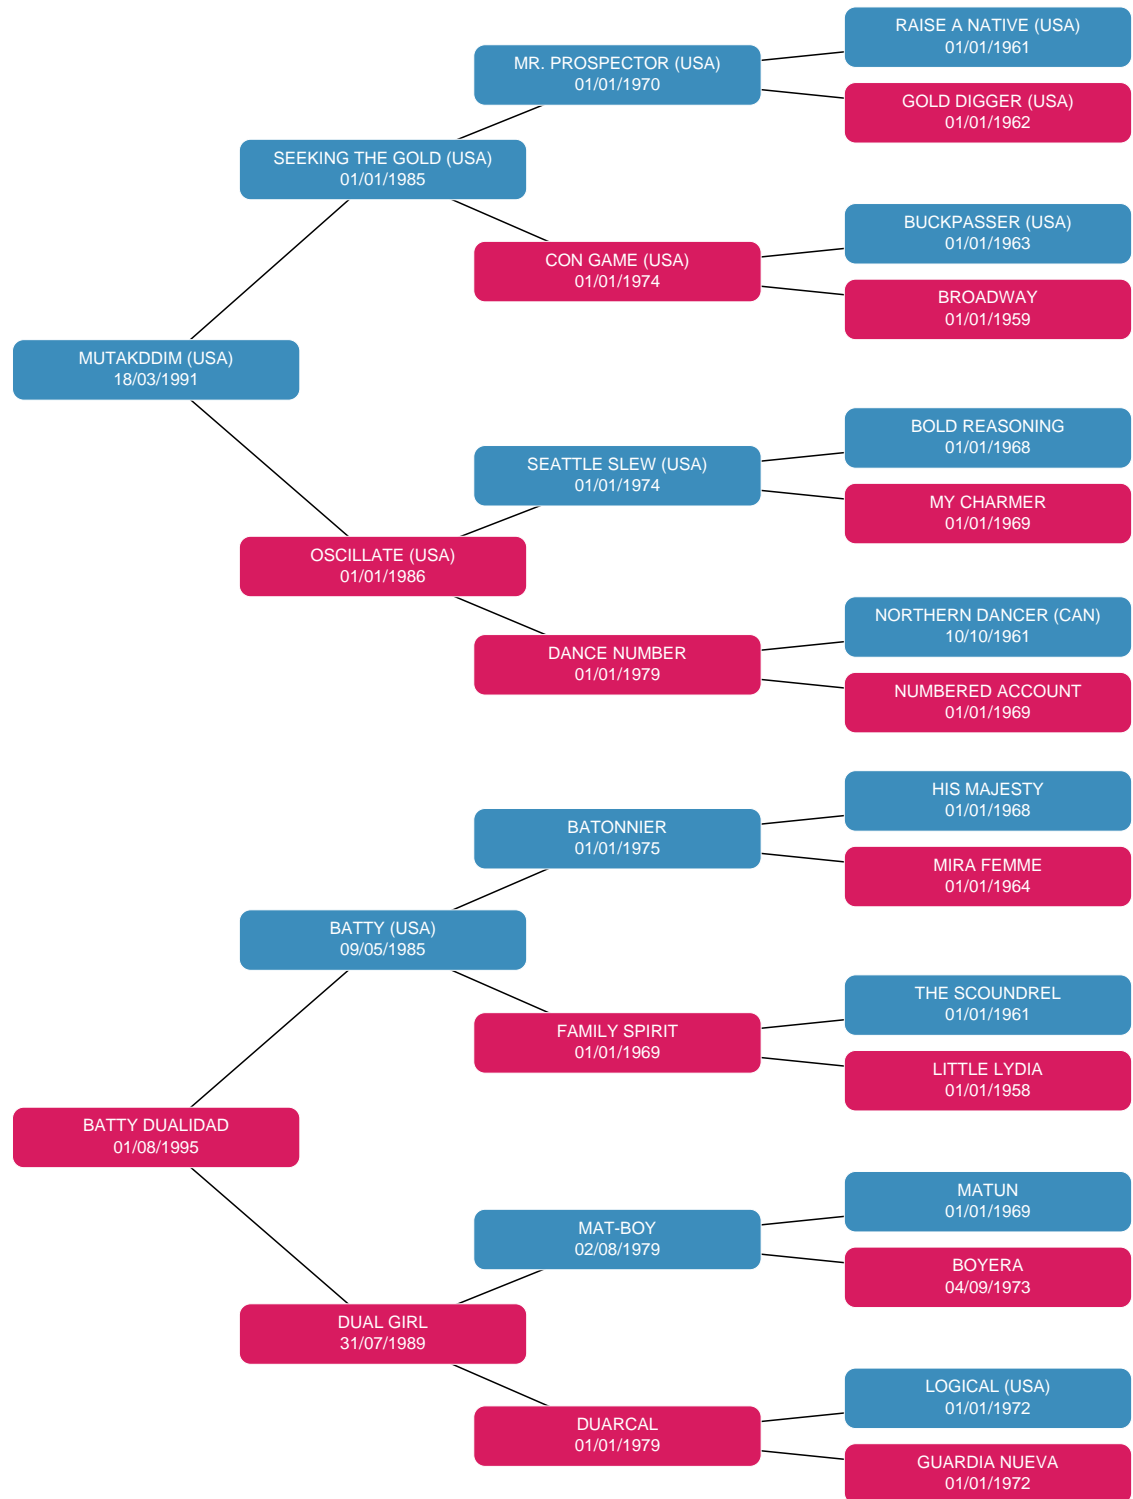 RAISE A NATIVE (USA)
01/01/1961
MR. PROSPECTOR (USA)
01/01/1970
GOLD DIGGER (USA)
01/01/1962
SEEKING THE GOLD (USA)
01/01/1985
BUCKPASSER (USA)
01/01/1963
CON GAME (USA)
01/01/1974
BROADWAY
01/01/1959
MUTAKDDIM (USA)
18/03/1991
BOLD REASONING
01/01/1968
SEATTLE SLEW (USA)
01/01/1974
MY CHARMER
01/01/1969
OSCILLATE (USA)
01/01/1986
NORTHERN DANCER (CAN)
10/10/1961
DANCE NUMBER
01/01/1979
NUMBERED ACCOUNT
01/01/1969
HIS MAJESTY
01/01/1968
BATONNIER
01/01/1975
MIRA FEMME
01/01/1964
BATTY (USA)
09/05/1985
THE SCOUNDREL
01/01/1961
FAMILY SPIRIT
01/01/1969
LITTLE LYDIA
01/01/1958
BATTY DUALIDAD
01/08/1995
MATUN
01/01/1969
MAT-BOY
02/08/1979
BOYERA
04/09/1973
DUAL GIRL
31/07/1989
LOGICAL (USA)
01/01/1972
DUARCAL
01/01/1979
GUARDIA NUEVA
01/01/1972